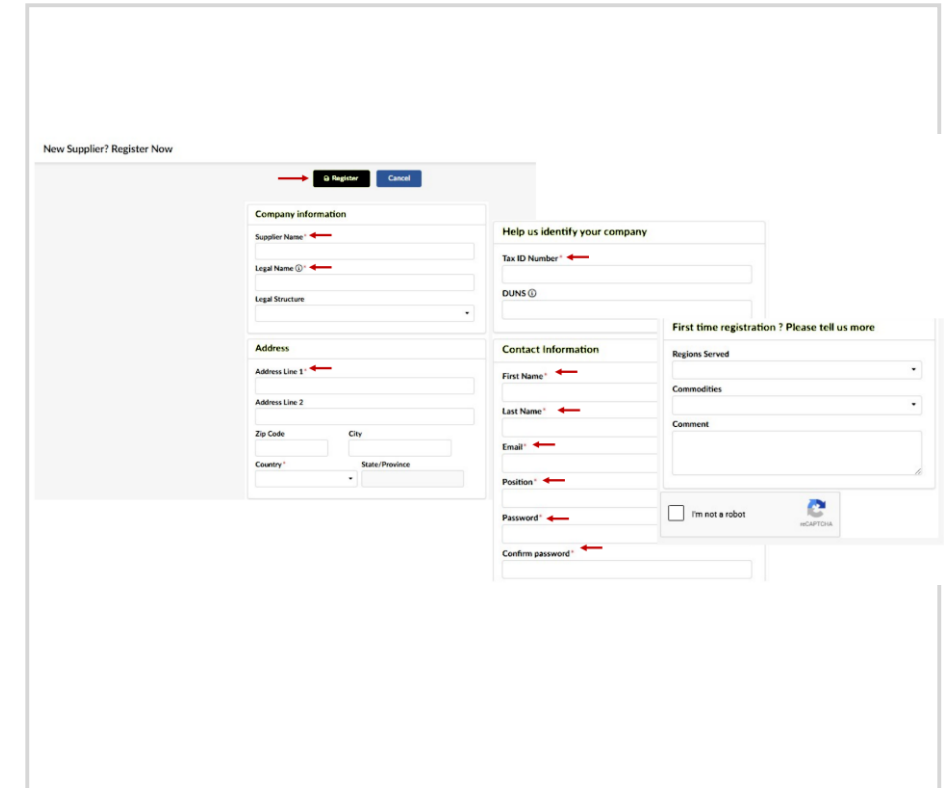 New Supplier? Register Now
Register Cancel
Company information
Supplier Name*
Legal Name ⓘ*
Legal Structure
Address
Address Line 1*
Address Line 2
Zip Code City
Country* State/Province
Help us identify your company
Tax ID Number*
DUNS ⓘ
Contact Information
First Name*
Last Name*
Email*
Position*
Password*
Confirm password*
First time registration ? Please tell us more
Regions Served
Commodities
Comment
I'm not a robot
reCAPTCHA